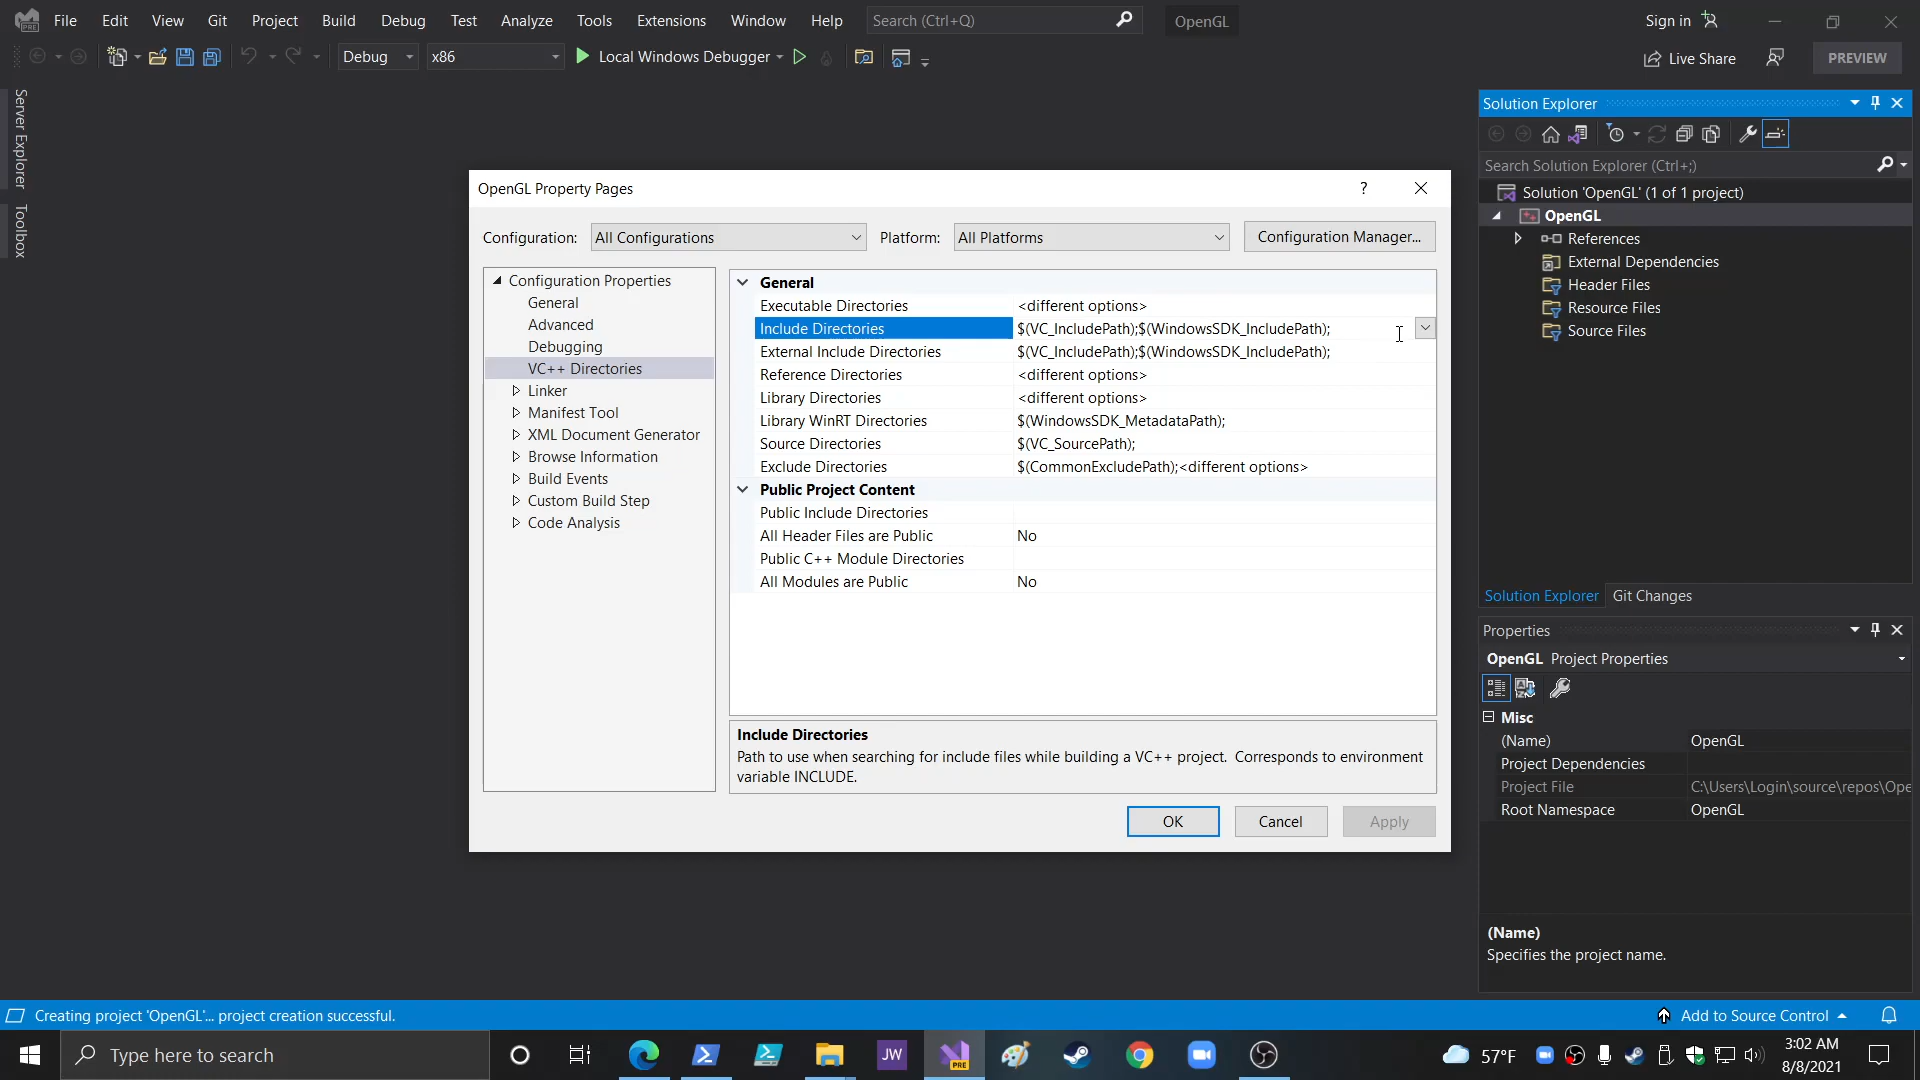 File Edit View Git Project Build Debug Test Analyze Tools Extensions Window Help Search (Ctrl+Q) OpenGL Sign in
Debug x86 Local Windows Debugger Live Share PREVIEW
Server Explorer
Toolbox
OpenGL Property Pages ?
Configuration: All Configurations Platform: All Platforms Configuration Manager...
Configuration Properties
General
Advanced
Debugging
VC++ Directories
Linker
Manifest Tool
XML Document Generator
Browse Information
Build Events
Custom Build Step
Code Analysis
General
Executable Directories <different options>
Include Directories $(VC_IncludePath);$(WindowsSDK_IncludePath);
External Include Directories $(VC_IncludePath);$(WindowsSDK_IncludePath);
Reference Directories <different options>
Library Directories <different options>
Library WinRT Directories $(WindowsSDK_MetadataPath);
Source Directories $(VC_SourcePath);
Exclude Directories $(CommonExcludePath);<different options>
Public Project Content
Public Include Directories
All Header Files are Public No
Public C++ Module Directories
All Modules are Public No
Include Directories
Path to use when searching for include files while building a VC++ project. Corresponds to environment
variable INCLUDE.
OK Cancel Apply
Solution Explorer
Search Solution Explorer (Ctrl+;)
Solution 'OpenGL' (1 of 1 project)
OpenGL
References
External Dependencies
Header Files
Resource Files
Source Files
Solution Explorer Git Changes
Properties
OpenGL Project Properties
Misc
(Name) OpenGL
Project Dependencies
Project File C:\Users\Login\source\repos\Ope
Root Namespace OpenGL
(Name)
Specifies the project name.
Creating project 'OpenGL'... project creation successful. Add to Source Control
Type here to search JW PRE 57°F 3:02 AM
8/8/2021